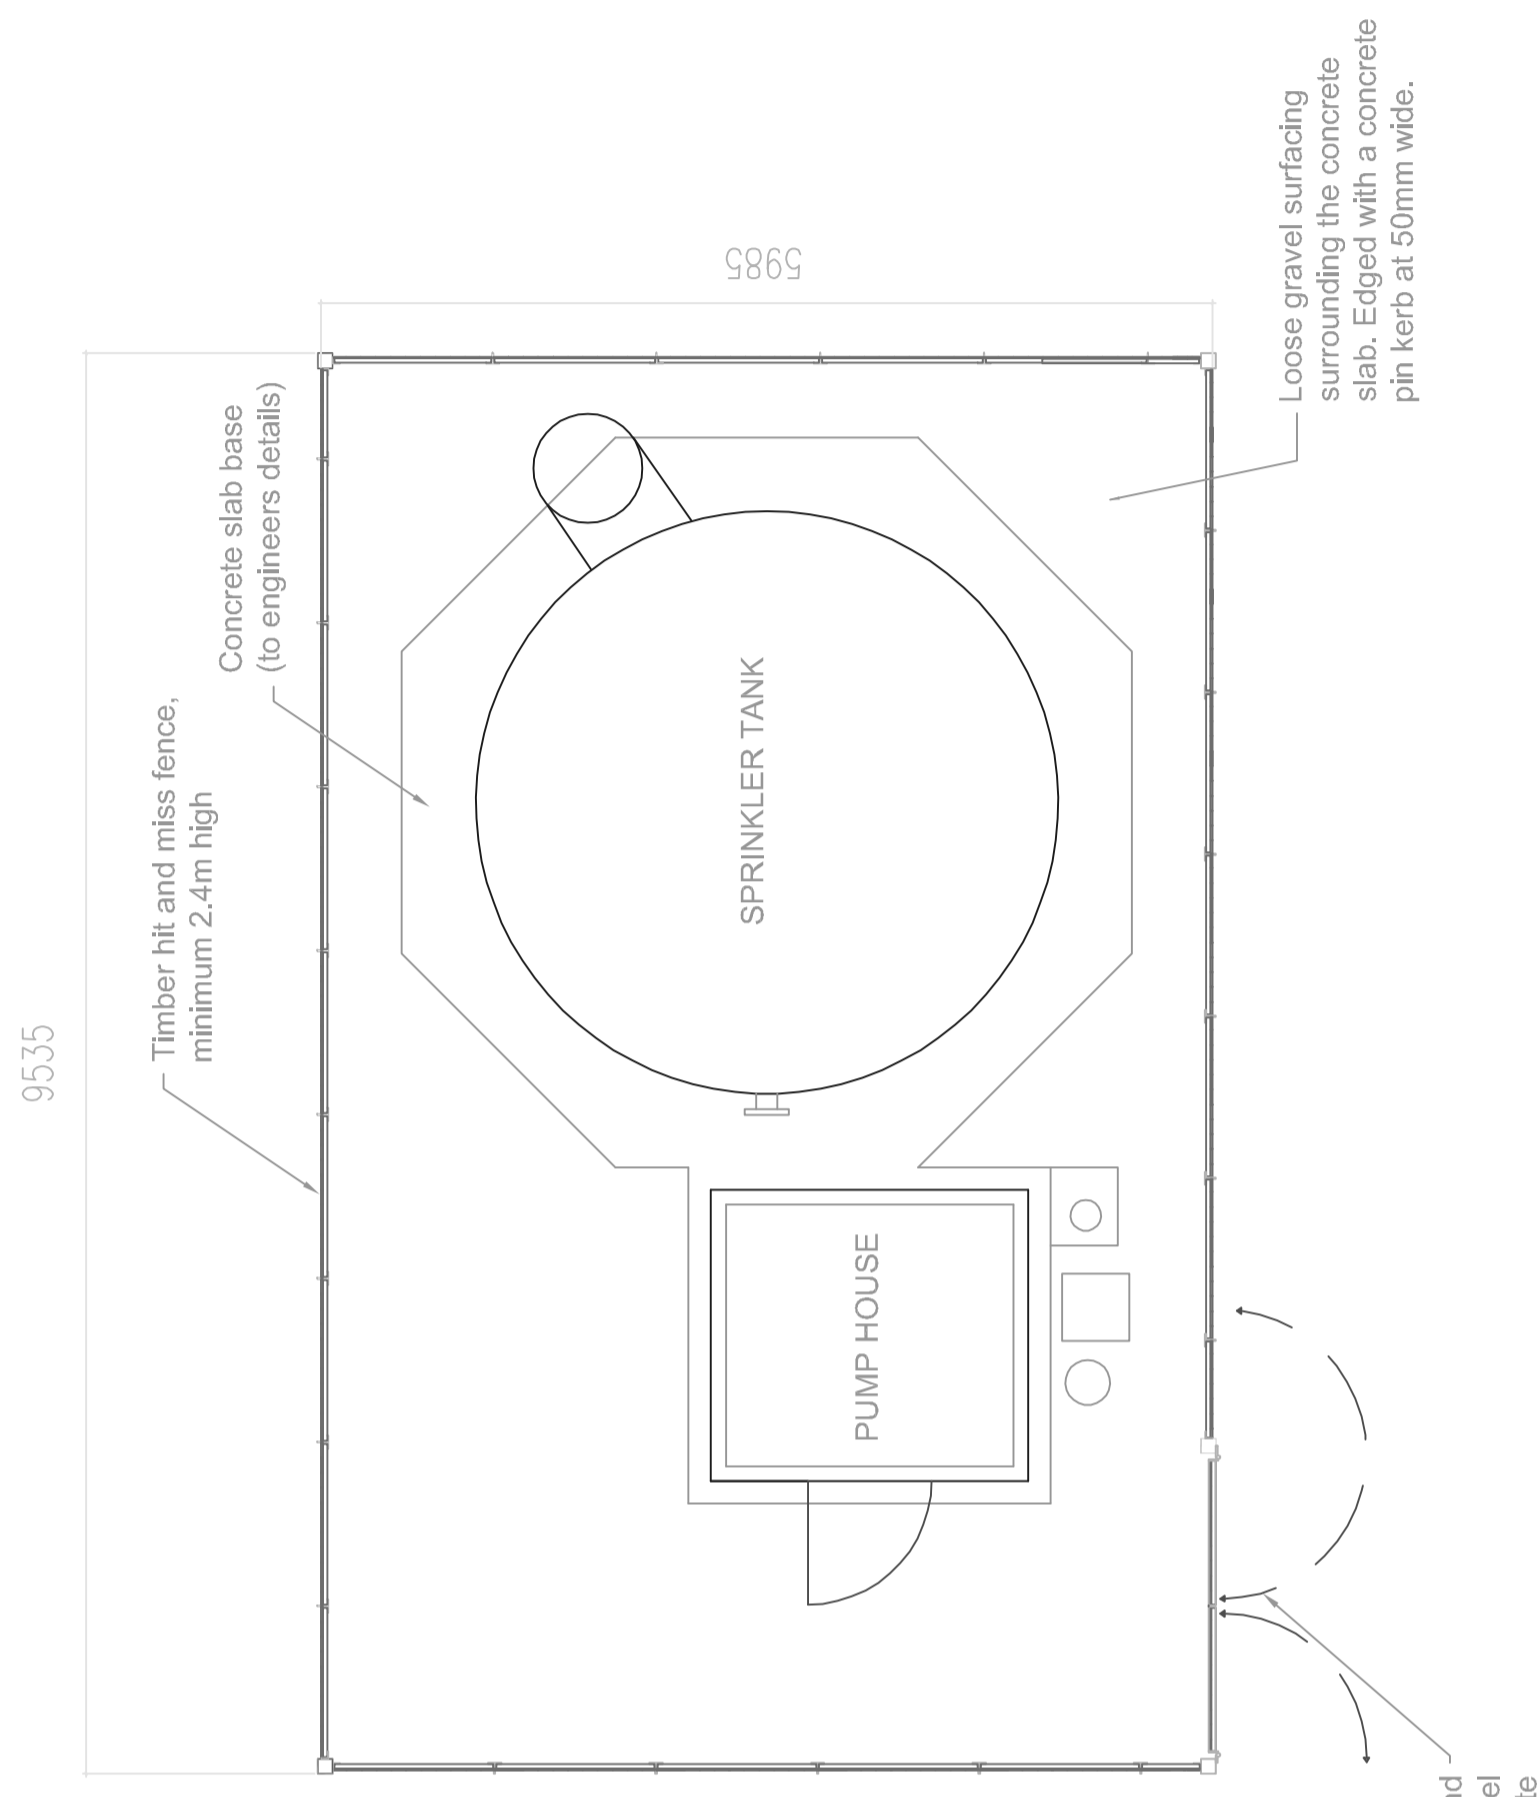 9535
Timber hit and miss fence,
minimum 2.4m high
Concrete slab base
(to engineers details)
5985
Loose gravel surfacing
surrounding the concrete
slab. Edged with a concrete
pin kerb at 50mm wide.
SPRINKLER TANK
PUMP HOUSE